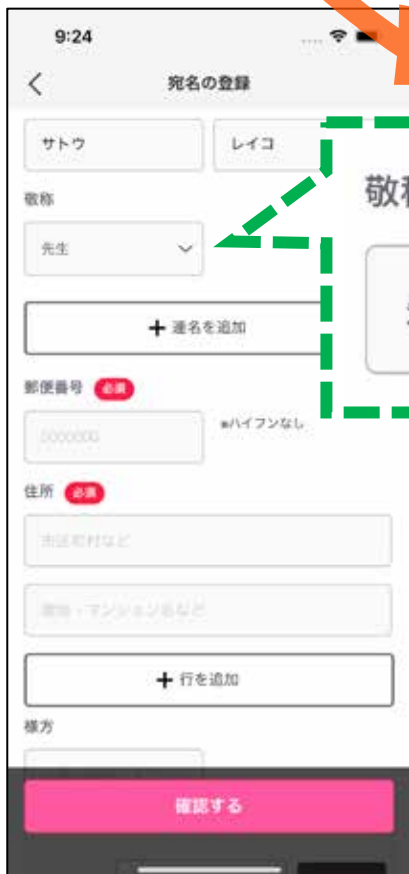 9:24
宛名の登録
サトウ レイコ
敬称
敬称
先生
+ 連名を追加
郵便番号 必須
0000000 *ハイフンなし
住所 必須
市区町村など
番地・マンション名など
+ 行を追加
様方
確認する